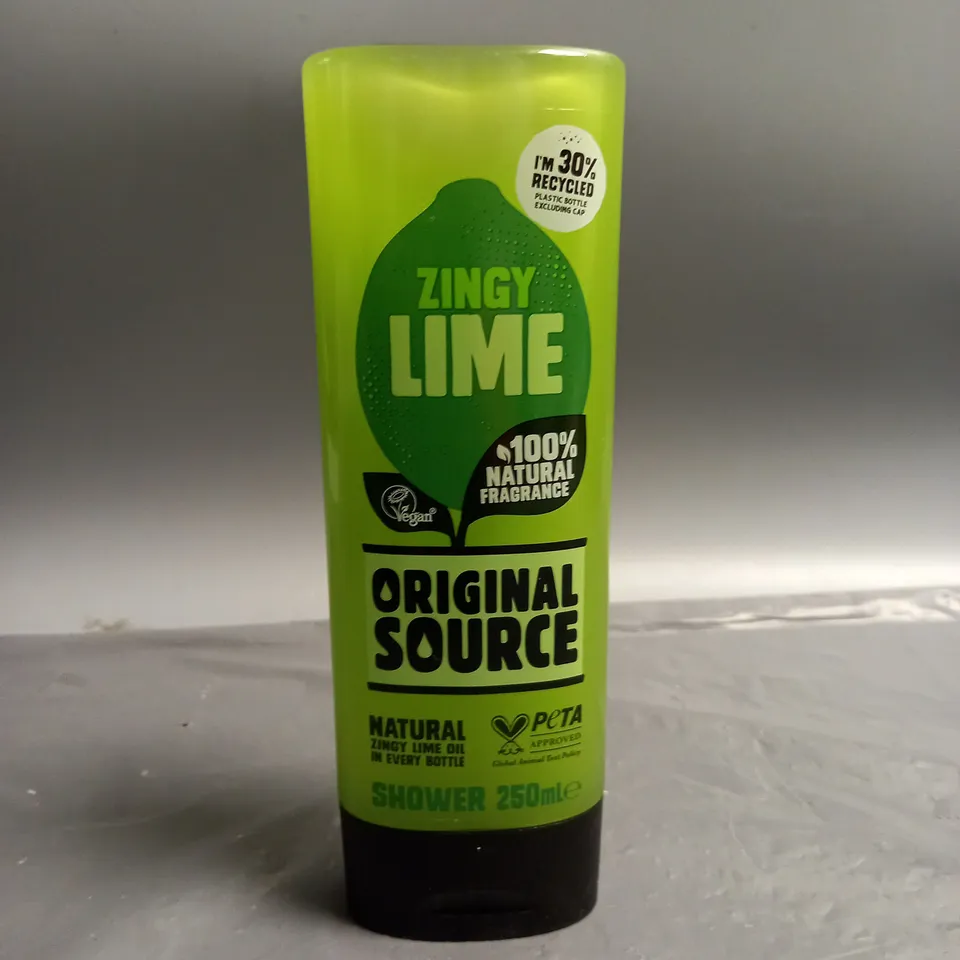 I'M 30%
RECYCLED
PLASTIC BOTTLE
EXCLUDING CAP
ZINGY
LIME
100%
NATURAL
FRAGRANCE
Vegan®
ORIGINAL
SOURCE
NATURAL
ZINGY LIME OIL
IN EVERY BOTTLE
PeTA
APPROVED
Global Animal Test Policy
SHOWER 250mL℮